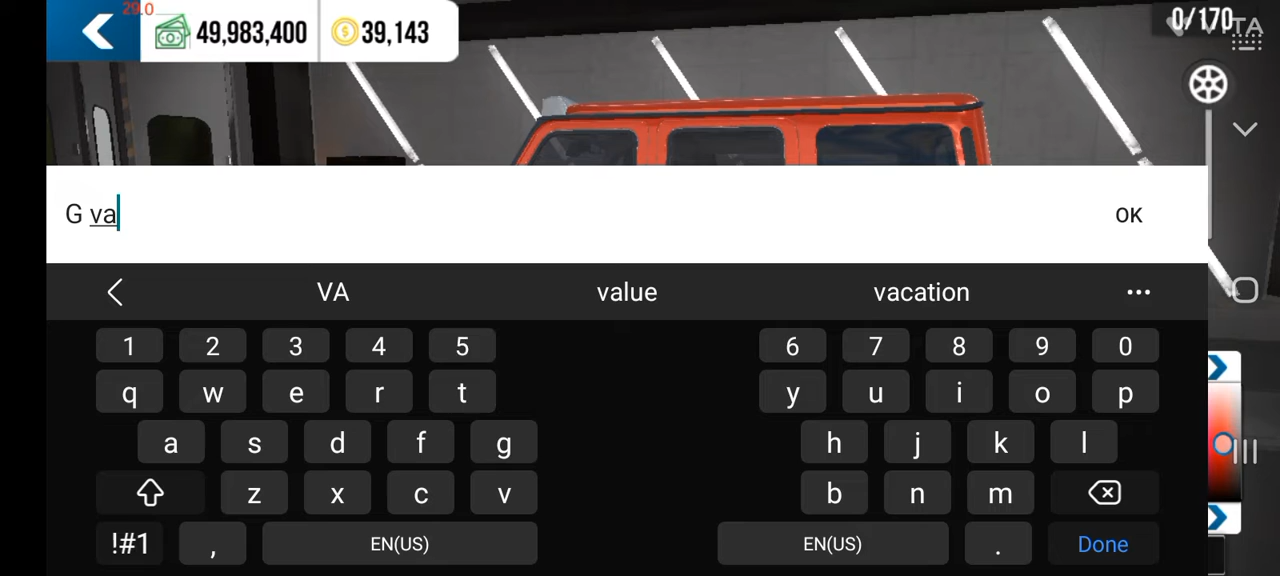 29.0
49,983,400 $ 39,143
0/170
VITA
G va
OK
VA value vacation
1 2 3 4 5 6 7 8 9 0
q w e r t y u i o p
a s d f g h j k l
z x c v b n m
!#1 , EN(US) EN(US) . Done